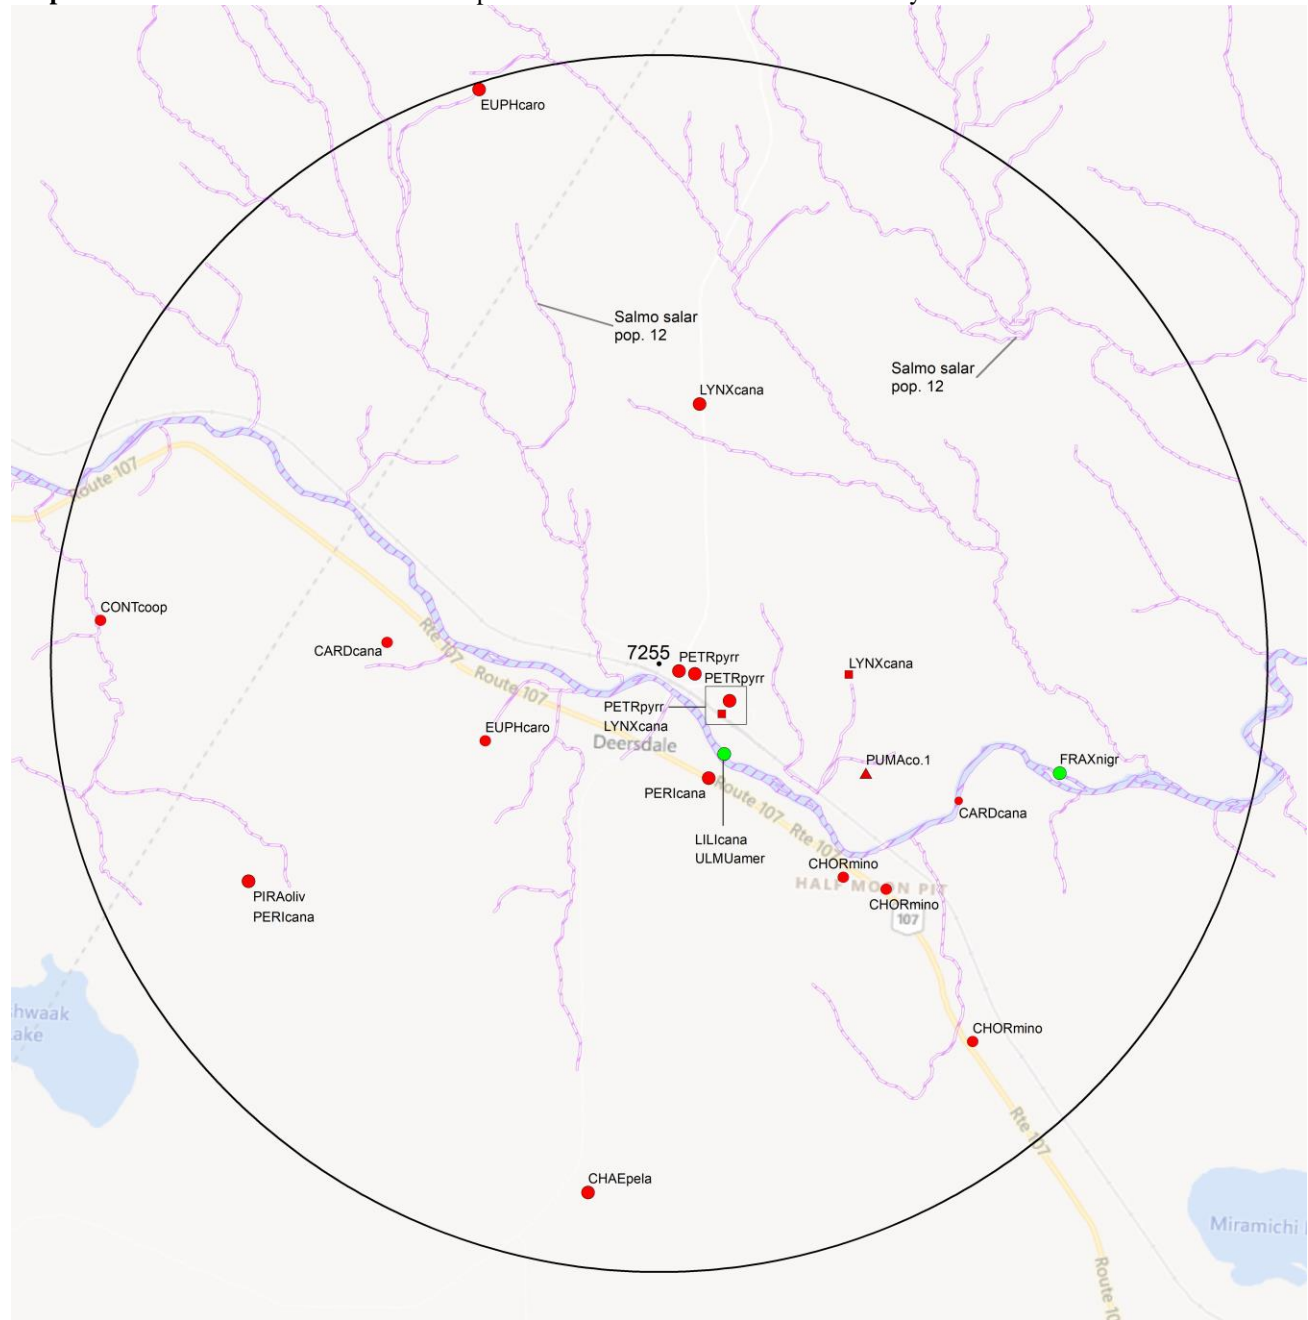 EUPHcaro
Salmo salar
pop. 12
Salmo salar
pop. 12
LYNXcana
Route 107
CONTcoop
CARDcana
Rte 107
Route 107
7255
PETRpyrr
PETRpyrr
LYNXcana
PETRpyrr
LYNXcana
EUPHcaro
Deersdale
PUMAco.1
FRAXnigr
PERIcana
Route 107
Rte 107
CARDcana
LILIcana
ULMUamer
CHORmino
HALF MOON PIT
CHORmino
107
PIRAoliv
PERIcana
hwaak
ake
CHORmino
Rte 107
CHAEpela
Miramichi
Route 10